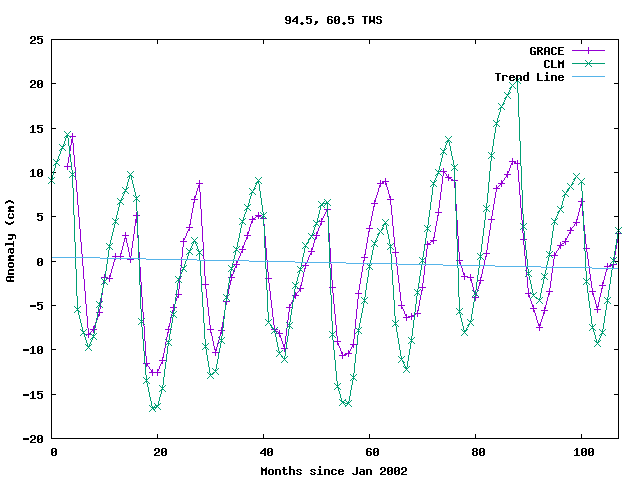 94.5, 60.5 TWS
GRACE
CLM
Trend Line
25
20
15
10
5
0
-5
-10
-15
-20
Anomaly (cm)
0 20 40 60 80 100
Months since Jan 2002